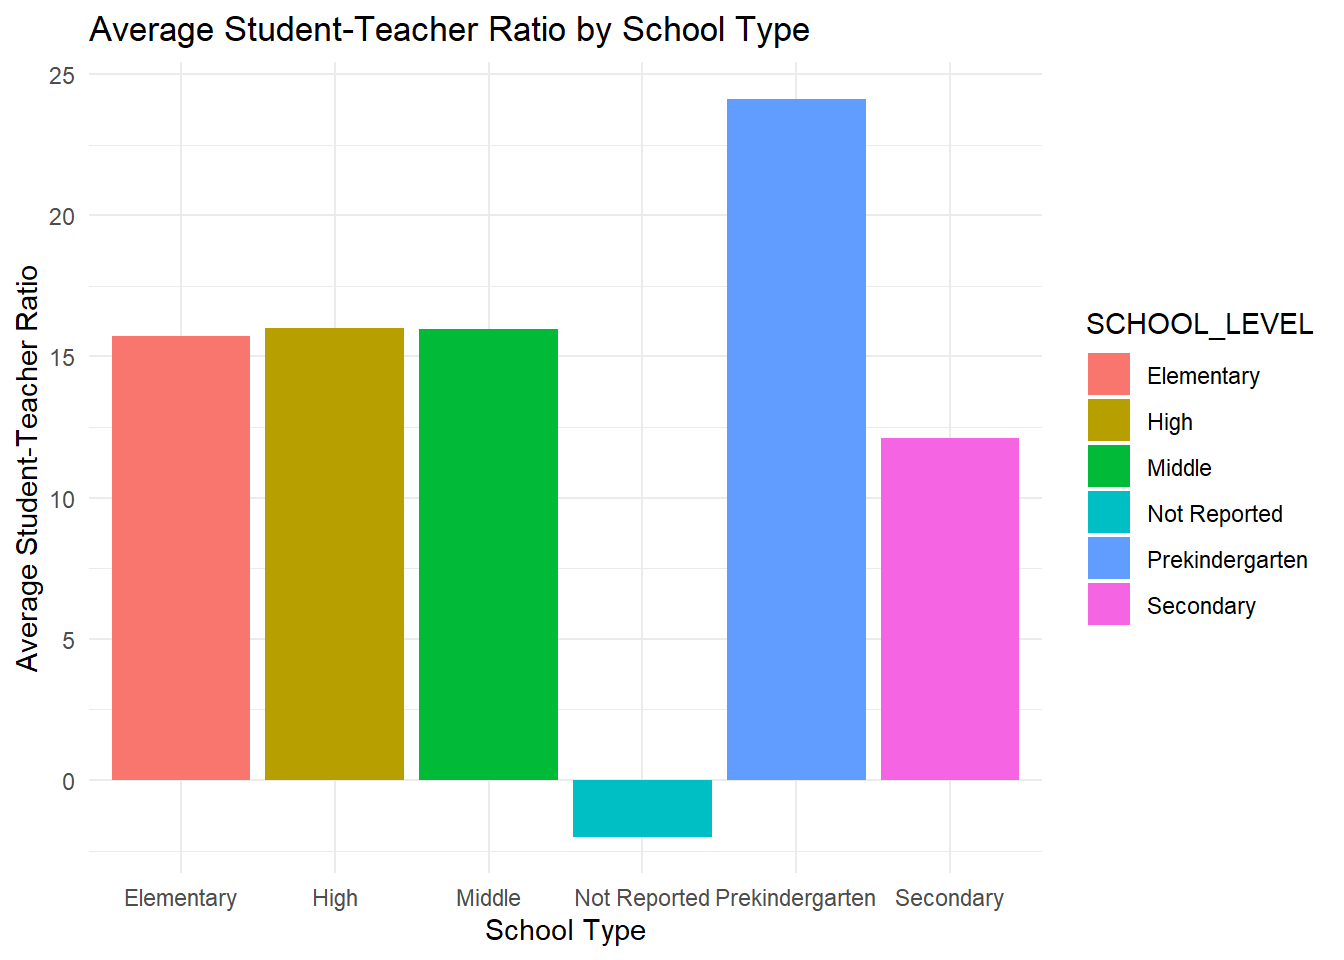 Average Student-Teacher Ratio by School Type
Average Student-Teacher Ratio
25
20
15
10
5
0
Elementary
High
Middle
Not Reported
Prekindergarten
Secondary
School Type
SCHOOL_LEVEL
Elementary
High
Middle
Not Reported
Prekindergarten
Secondary